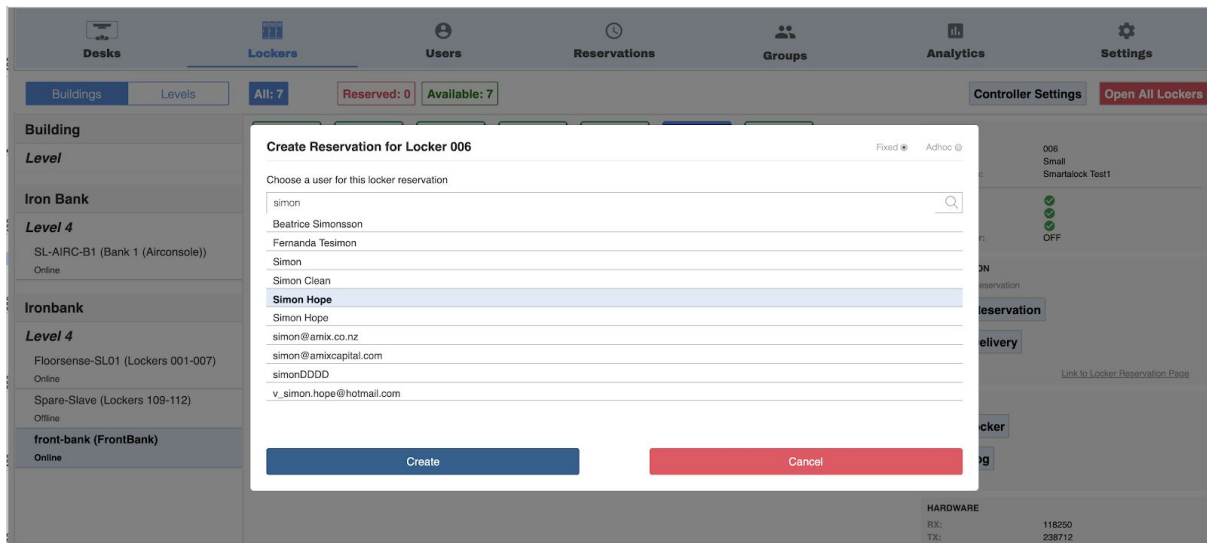 Desks Lockers Users Reservations Groups Analytics Settings
Buildings Levels All: 7 Reserved: 0 Available: 7 Controller Settings Open All Lockers
Building
Level
Iron Bank
Level 4
SL-AIRC-B1 (Bank 1 (Airconsole))
Online
Ironbank
Level 4
Floorsense-SL01 (Lockers 001-007)
Online
Spare-Slave (Lockers 109-112)
Offline
front-bank (FrontBank)
Online
Create Reservation for Locker 006 Fixed Adhoc
Choose a user for this locker reservation
simon
Beatrice Simonsson
Fernanda Tesimon
Simon
Simon Clean
Simon Hope
Simon Hope
simon@amix.co.nz
simon@amixcapital.com
simonDDDD
v_simon.hope@hotmail.com
Create Cancel
006
Small
Smartalock Test1
OFF
Link to Locker Reservation Page
HARDWARE
RX: 118250
TX: 238712